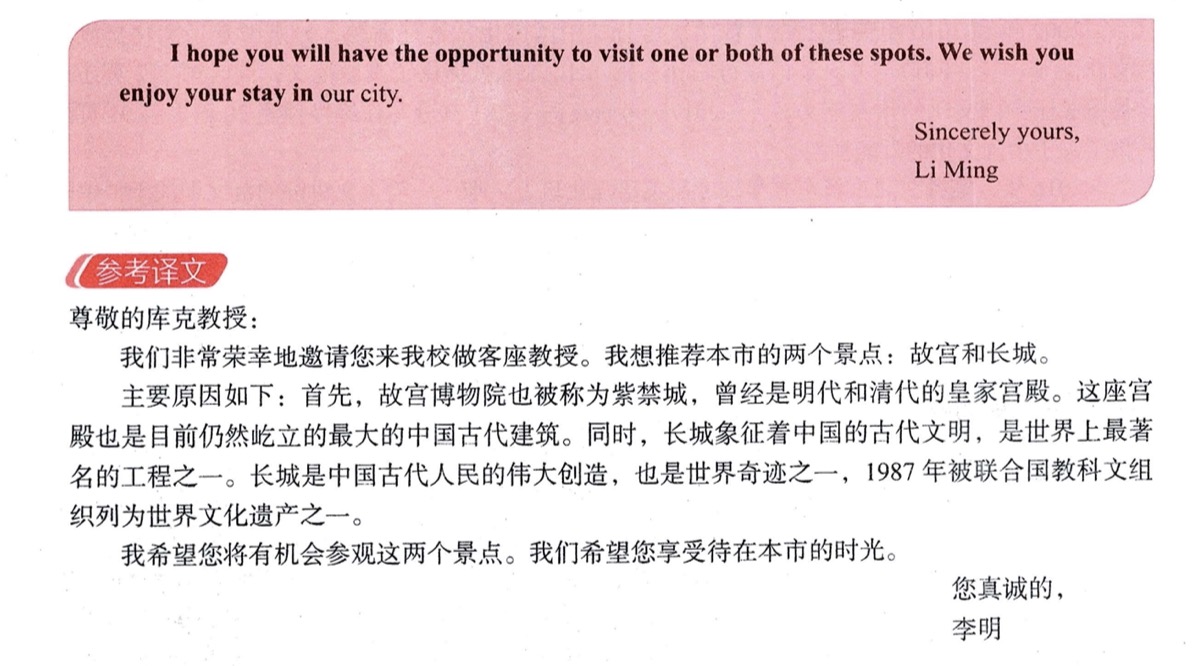 I hope you will have the opportunity to visit one or both of these spots. We wish you
enjoy your stay in our city.
Sincerely yours,
Li Ming
参考译文
尊敬的库克教授：
我们非常荣幸地邀请您来我校做客座教授。我想推荐本市的两个景点：故宫和长城。
主要原因如下：首先，故宫博物院也被称为紫禁城，曾经是明代和清代的皇家宫殿。这座宫
殿也是目前仍然屹立的最大的中国古代建筑。同时，长城象征着中国的古代文明，是世界上最著
名的工程之一。长城是中国古代人民的伟大创造，也是世界奇迹之一，1987 年被联合国教科文组
织列为世界文化遗产之一。
我希望您将有机会参观这两个景点。我们希望您享受待在本市的时光。
您真诚的，
李明